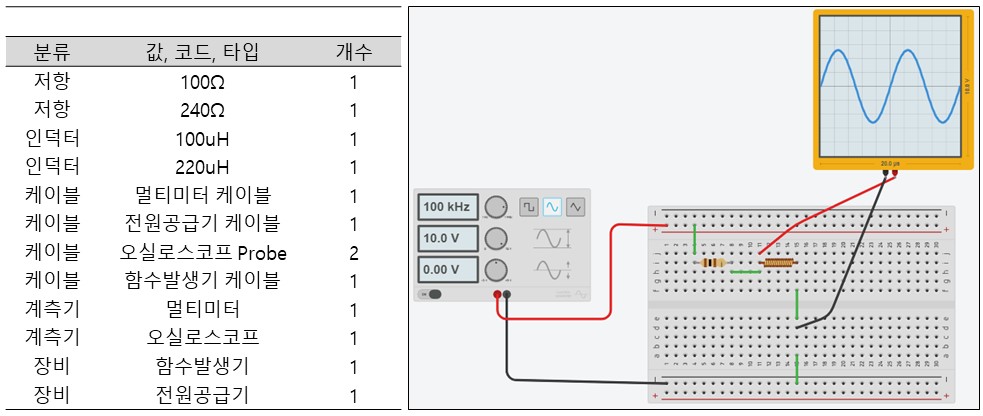 분류 값, 코드, 타입 개수
저항 100Ω 1
저항 240Ω 1
인덕터 100uH 1
인덕터 220uH 1
케이블 멀티미터 케이블 1
케이블 전원공급기 케이블 1
케이블 오실로스코프 Probe 2
케이블 함수발생기 케이블 1
계측기 멀티미터 1
계측기 오실로스코프 1
장비 함수발생기 1
장비 전원공급기 1
100 kHz
10.0 V
0.00 V
20.0 µs